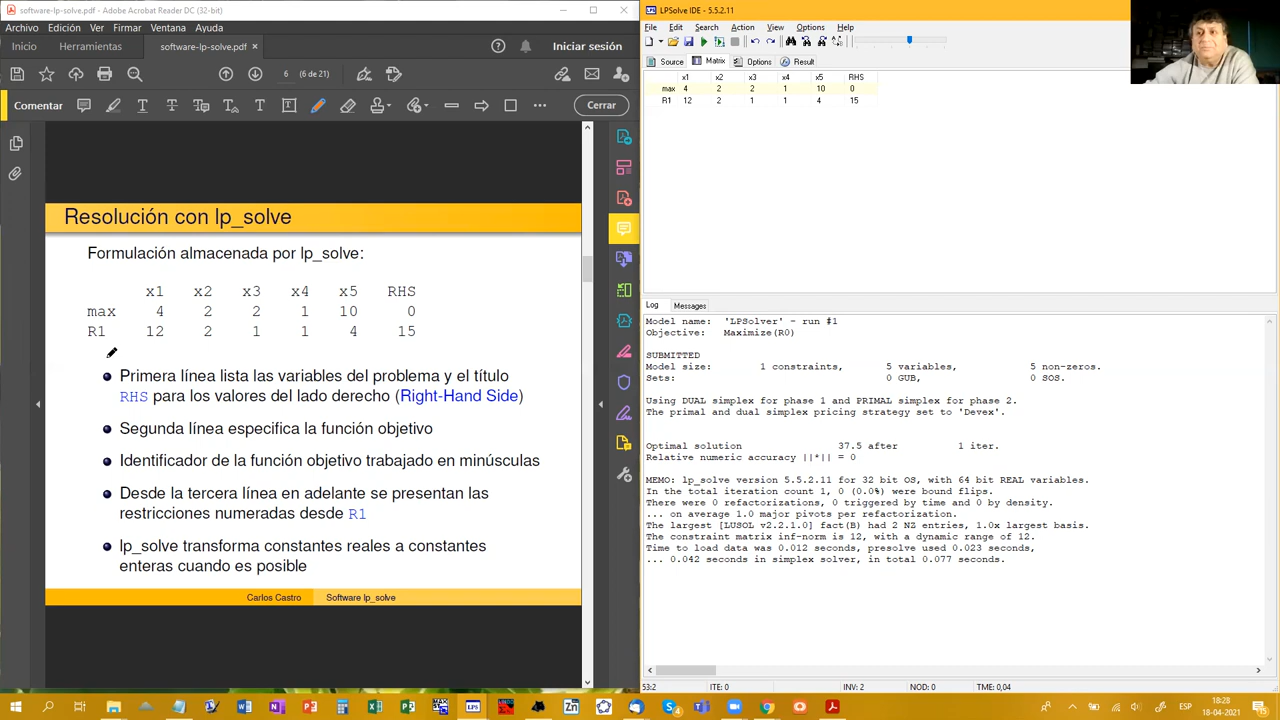 software-lp-solve.pdf - Adobe Acrobat Reader DC (32-bit)
Archivo Edición Ver Firmar Ventana Ayuda
Inicio Herramientas software-lp-solve.pdf × Iniciar sesión
6 (6 de 21)
Comentar Cerrar
Resolución con lp_solve
Formulación almacenada por lp_solve:
x1 x2 x3 x4 x5 RHS
max 4 2 2 1 10 0
R1 12 2 1 1 4 15
Primera línea lista las variables del problema y el título
RHS para los valores del lado derecho (Right-Hand Side)
Segunda línea especifica la función objetivo
Identificador de la función objetivo trabajado en minúsculas
Desde la tercera línea en adelante se presentan las
restricciones numeradas desde R1
lp_solve transforma constantes reales a constantes
enteras cuando es posible
Carlos Castro Software lp_solve
LPSolve IDE - 5.5.2.11
File Edit Search Action View Options Help
Source Matrix Options Result
x1 x2 x3 x4 x5 RHS
max 4 2 2 1 10 0
R1 12 2 1 1 4 15
Log Messages
Model name: 'LPSolver' - run #1
Objective: Maximize(R0)
SUBMITTED
Model size: 1 constraints, 5 variables, 5 non-zeros.
Sets: 0 GUB, 0 SOS.
Using DUAL simplex for phase 1 and PRIMAL simplex for phase 2.
The primal and dual simplex pricing strategy set to 'Devex'.
Optimal solution 37.5 after 1 iter.
Relative numeric accuracy ||*|| = 0
MEMO: lp_solve version 5.5.2.11 for 32 bit OS, with 64 bit REAL variables.
In the total iteration count 1, 0 (0.0%) were bound flips.
There were 0 refactorizations, 0 triggered by time and 0 by density.
... on average 1.0 major pivots per refactorization.
The largest [LUSOL v2.2.1.0] fact(B) had 2 NZ entries, 1.0x largest basis.
The constraint matrix inf-norm is 12, with a dynamic range of 12.
Time to load data was 0.012 seconds, presolve used 0.023 seconds,
... 0.042 seconds in simplex solver, in total 0.077 seconds.
53:2 ITE: 0 INV: 2 NOD: 0 TME: 0,04
ESP 18:28
18-04-2021